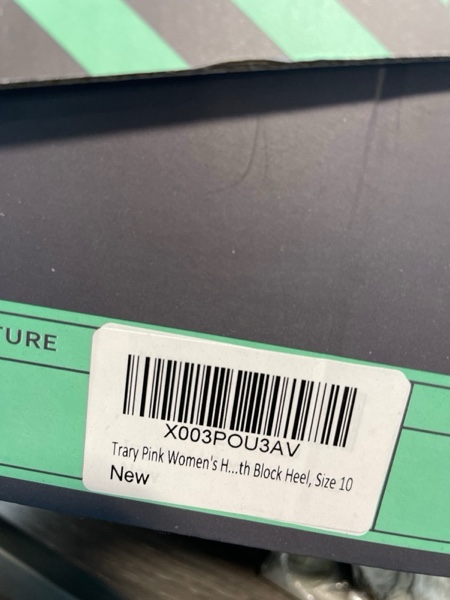 TURE
X003POU3AV
Trary Pink Women's H...th Block Heel, Size 10
New